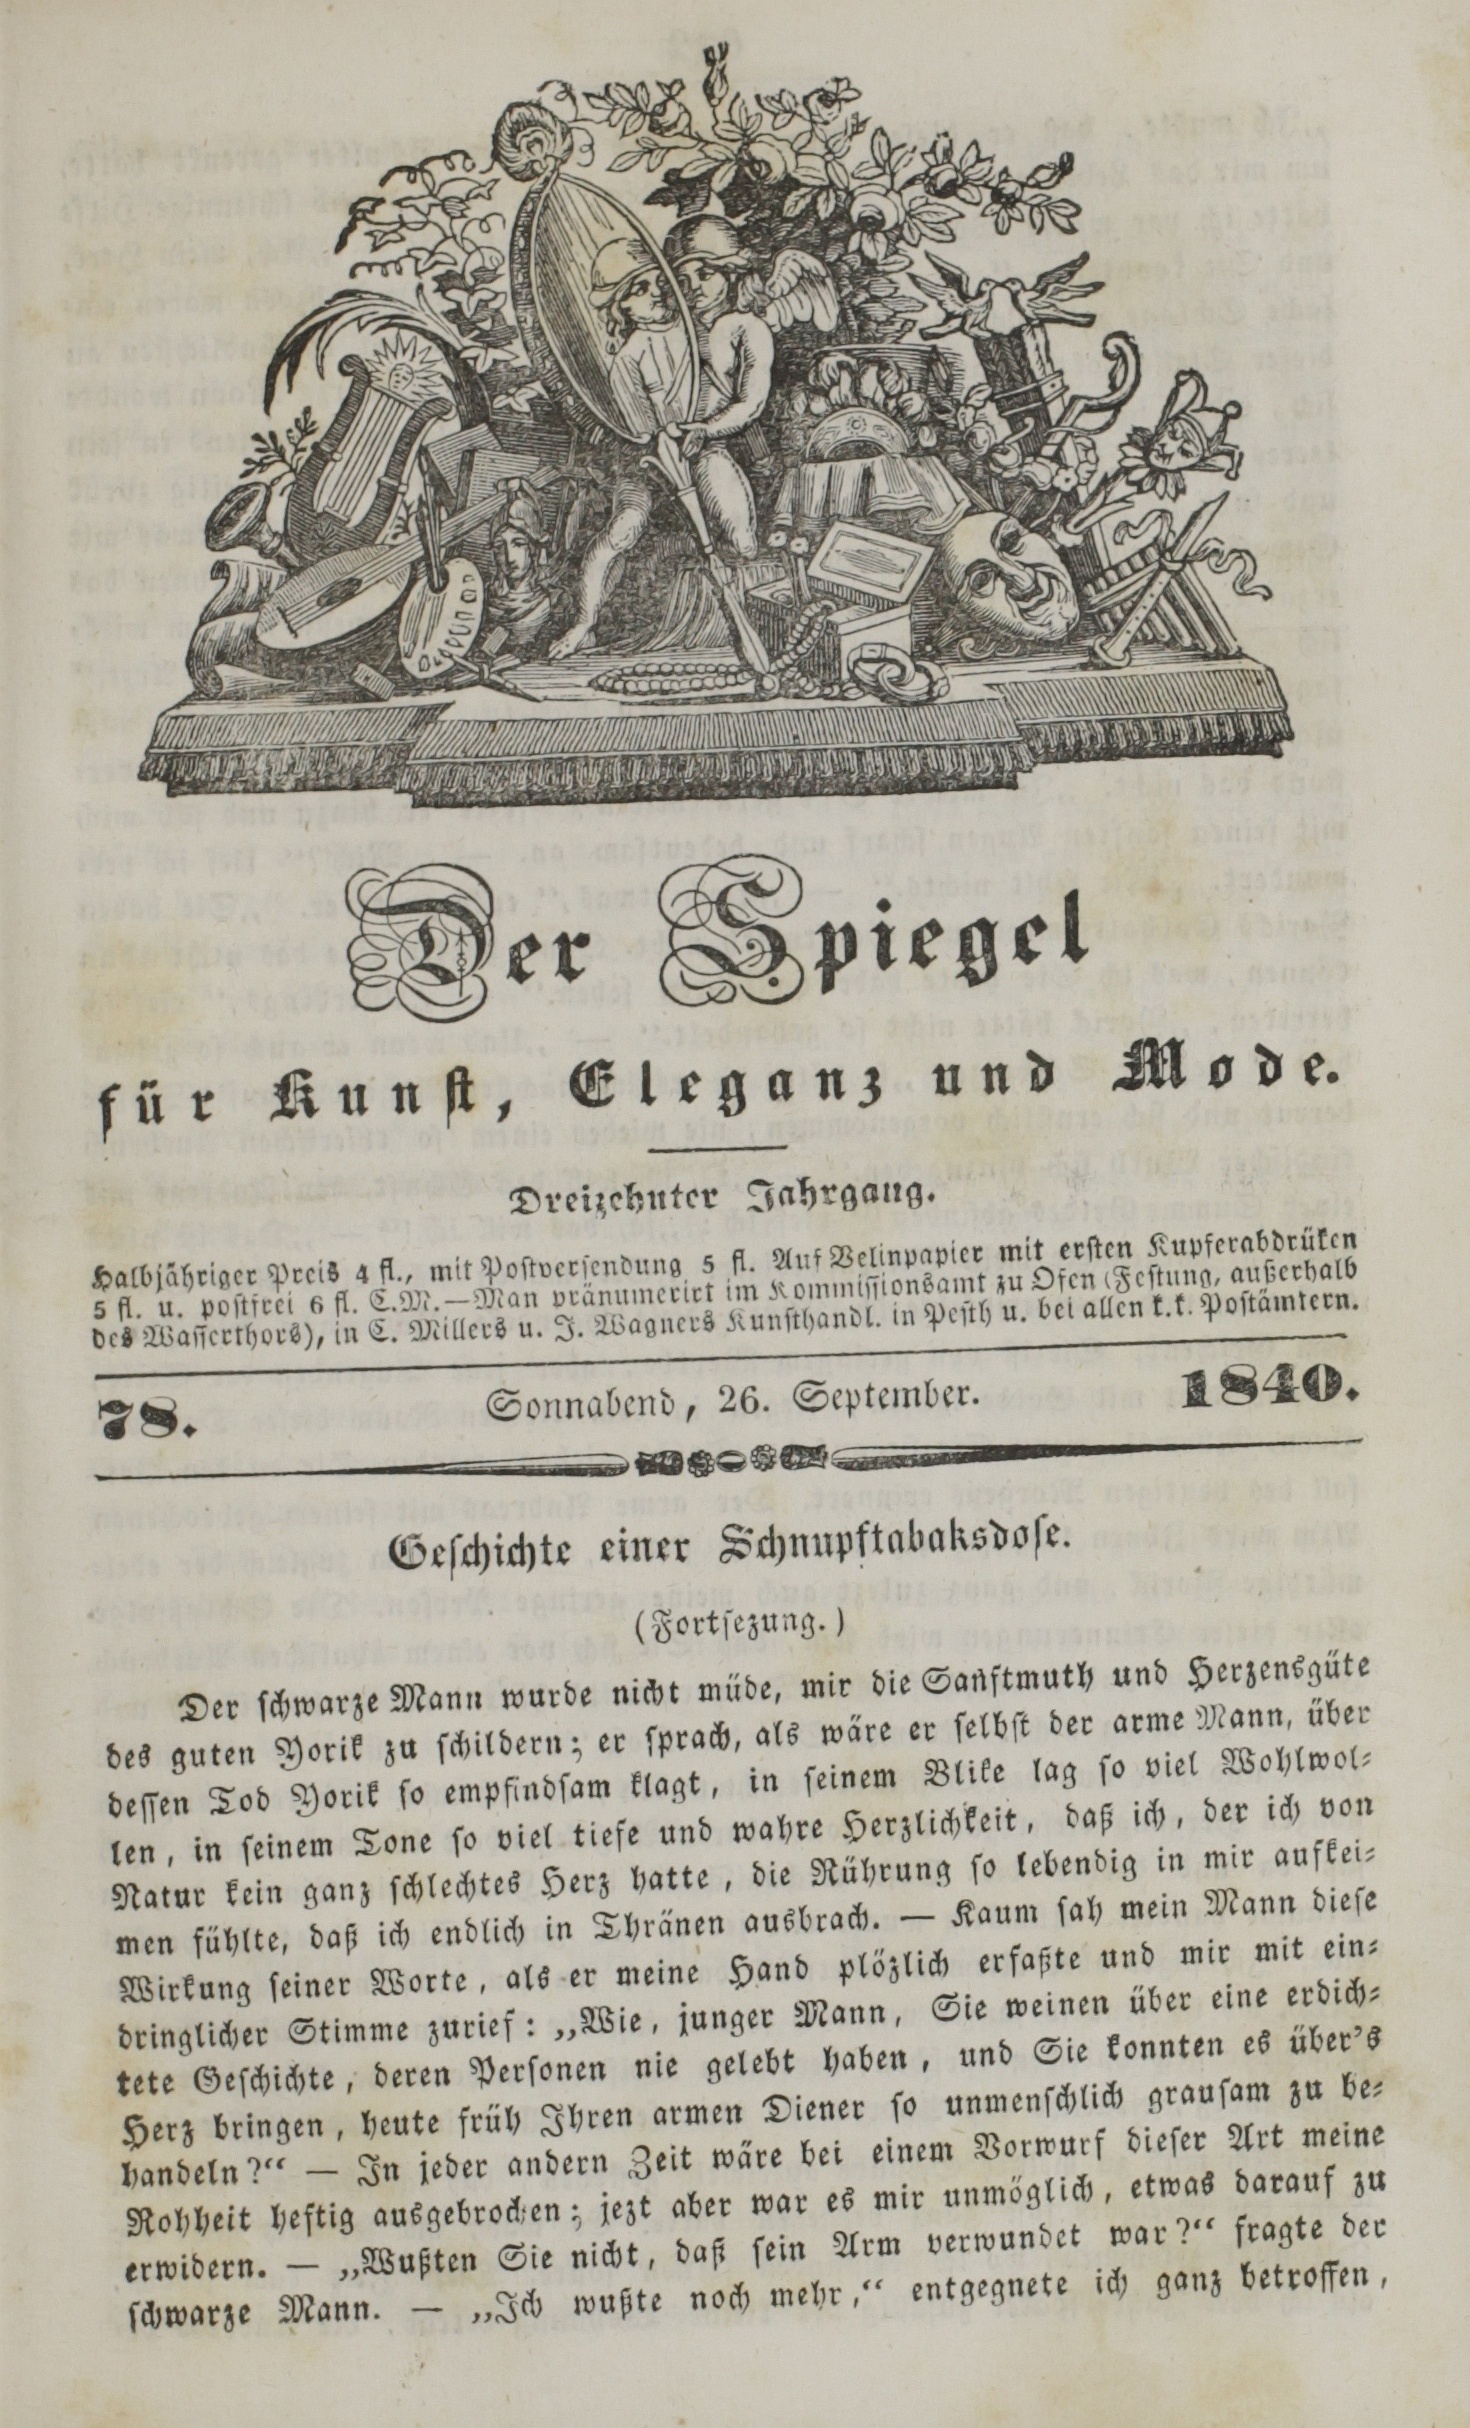 Der Spiegel
für Kunst, Eleganz und Mode.
Dreizehnter Jahrgang.
Halbjähriger Preis 4 fl., mit Postversendung 5 fl. Auf Velinpapier mit ersten Kupferabdrüken
5 fl. u. postfrei 6 fl. C.M.—Man pränumerirt im Kommissionsamt zu Ofen (Festung, außerhalb
des Wasserthors), in C. Millers u. J. Wagners Kunsthandl. in Pesth u. bei allen k.k. Postämtern.
78. Sonnabend, 26. September. 1840.
Geschichte einer Schnupftabaksdose.
(Fortsezung.)
Der schwarze Mann wurde nicht müde, mir die Sanftmuth und Herzensgüte
des guten Yorik zu schildern; er sprach, als wäre er selbst der arme Mann, über
dessen Tod Yorik so empfindsam klagt, in seinem Blike lag so viel Wohlwol-
len, in seinem Tone so viel tiefe und wahre Herzlichkeit, daß ich, der ich von
Natur kein ganz schlechtes Herz hatte, die Rührung so lebendig in mir aufkei-
men fühlte, daß ich endlich in Thränen ausbrach. — Kaum sah mein Mann diese
Wirkung seiner Worte, als er meine Hand plözlich erfaßte und mir mit ein-
dringlicher Stimme zurief: „Wie, junger Mann, Sie weinen über eine erdich-
tete Geschichte, deren Personen nie gelebt haben, und Sie konnten es über's
Herz bringen, heute früh Ihren armen Diener so unmenschlich grausam zu be-
handeln?“ — In jeder andern Zeit wäre bei einem Vorwurf dieser Art meine
Rohheit heftig ausgebrochen; jezt aber war es mir unmöglich, etwas darauf zu
erwidern. — „Wußten Sie nicht, daß sein Arm verwundet war?“ fragte der
schwarze Mann. — „Ich wußte noch mehr,“ entgegnete ich ganz betroffen,